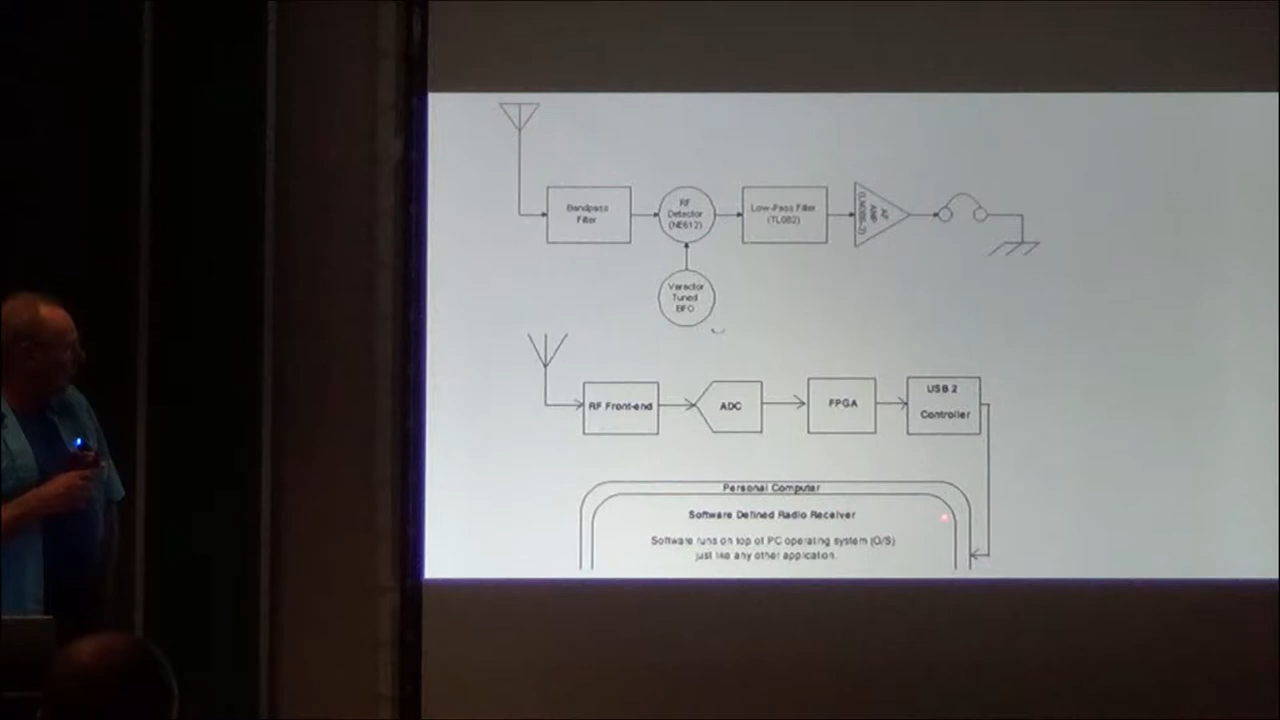 Bandpass
Filter
RF
Detector
(NE612)
Low-Pass Filter
(TL082)
AF
AMP
Varactor
Tuned
BFO
RF Front-end
ADC
FPGA
USB 2
Controller
Personal Computer
Software Defined Radio Receiver
Software runs on top of PC operating system (O/S)
just like any other application.